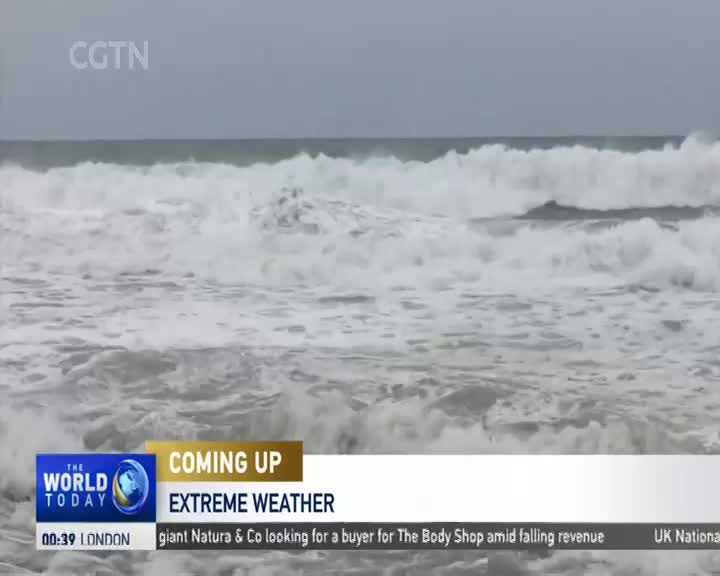 CGTN
COMING UP
THE
WORLD
TODAY
EXTREME WEATHER
00:39 LONDON
giant Natura & Co looking for a buyer for The Body Shop amid falling revenue
UK Nationa